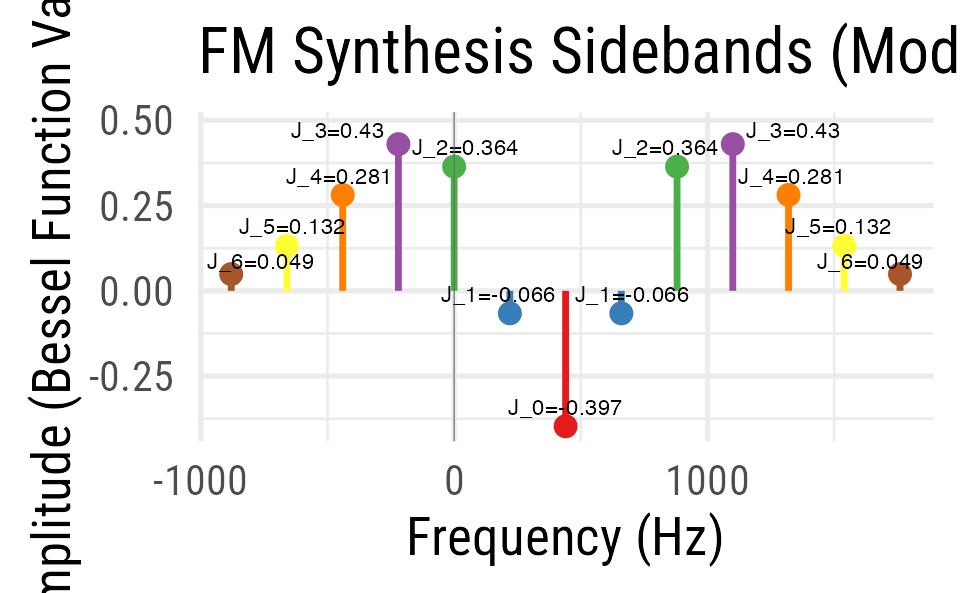 FM Synthesis Sidebands (Mod
mplitude (Bessel Function Va
0.50
0.25
0.00
-0.25
J_3=0.43
J_2=0.364
J_2=0.364
J_3=0.43
J_4=0.281
J_4=0.281
J_5=0.132
J_5=0.132
J_6=0.049
J_6=0.049
J_1=-0.066
J_1=-0.066
J_0=-0.397
-1000
0
1000
Frequency (Hz)